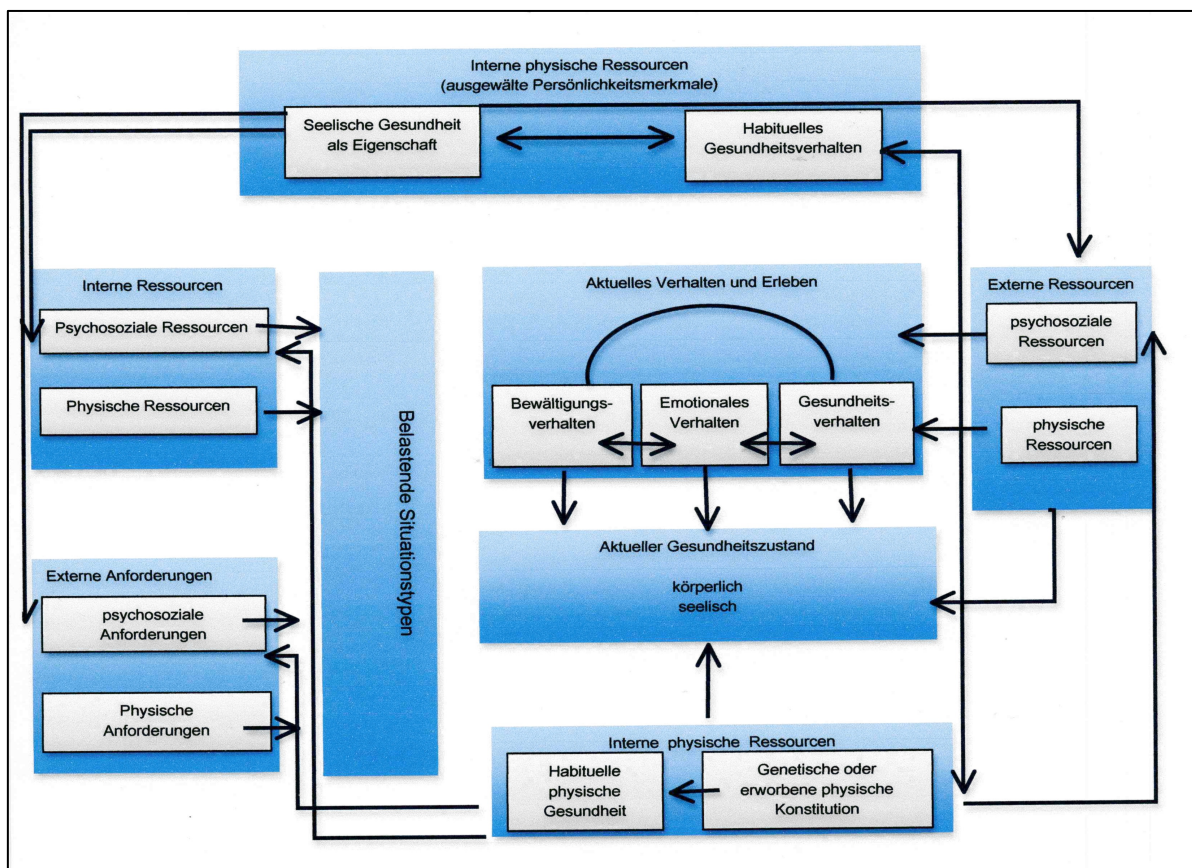 Interne physische Ressourcen
(ausgewälte Persönlichkeitsmerkmale)
Seelische Gesundheit
als Eigenschaft
Habituelles
Gesundheitsverhalten
Interne Ressourcen
Psychosoziale Ressourcen
Physische Ressourcen
Externe Anforderungen
psychosoziale
Anforderungen
Physische
Anforderungen
Belastende Situationstypen
Aktuelles Verhalten und Erleben
Bewältigungs-
verhalten
Emotionales
Verhalten
Gesundheits-
verhalten
Aktueller Gesundheitszustand
körperlich
seelisch
Interne physische Ressourcen
Habituelle
physische
Gesundheit
Genetische oder
erworbene physische
Konstitution
Externe Ressourcen
psychosoziale
Ressourcen
physische
Ressourcen